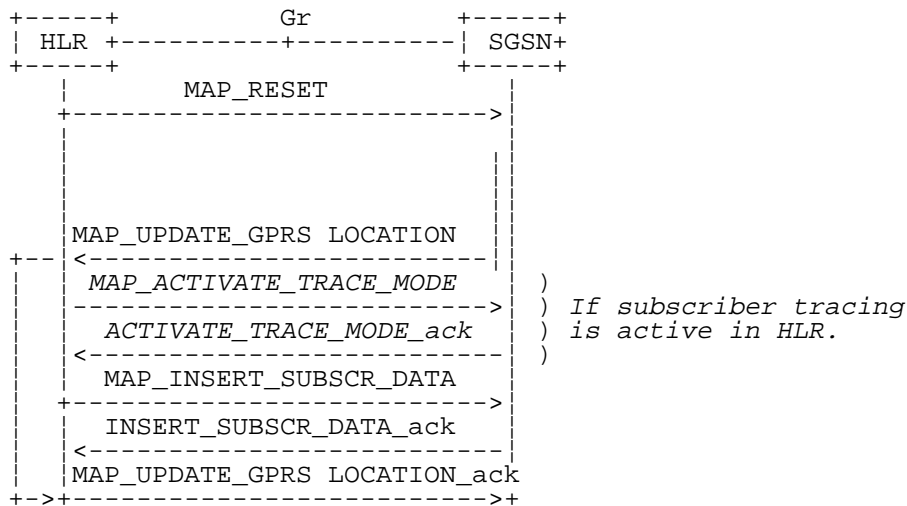 Gr
HLR SGSN
MAP_RESET
MAP_UPDATE_GPRS LOCATION
MAP_ACTIVATE_TRACE_MODE )
) If subscriber tracing
ACTIVATE_TRACE_MODE_ack ) is active in HLR.
)
MAP_INSERT_SUBSCR_DATA
INSERT_SUBSCR_DATA_ack
MAP_UPDATE_GPRS LOCATION_ack